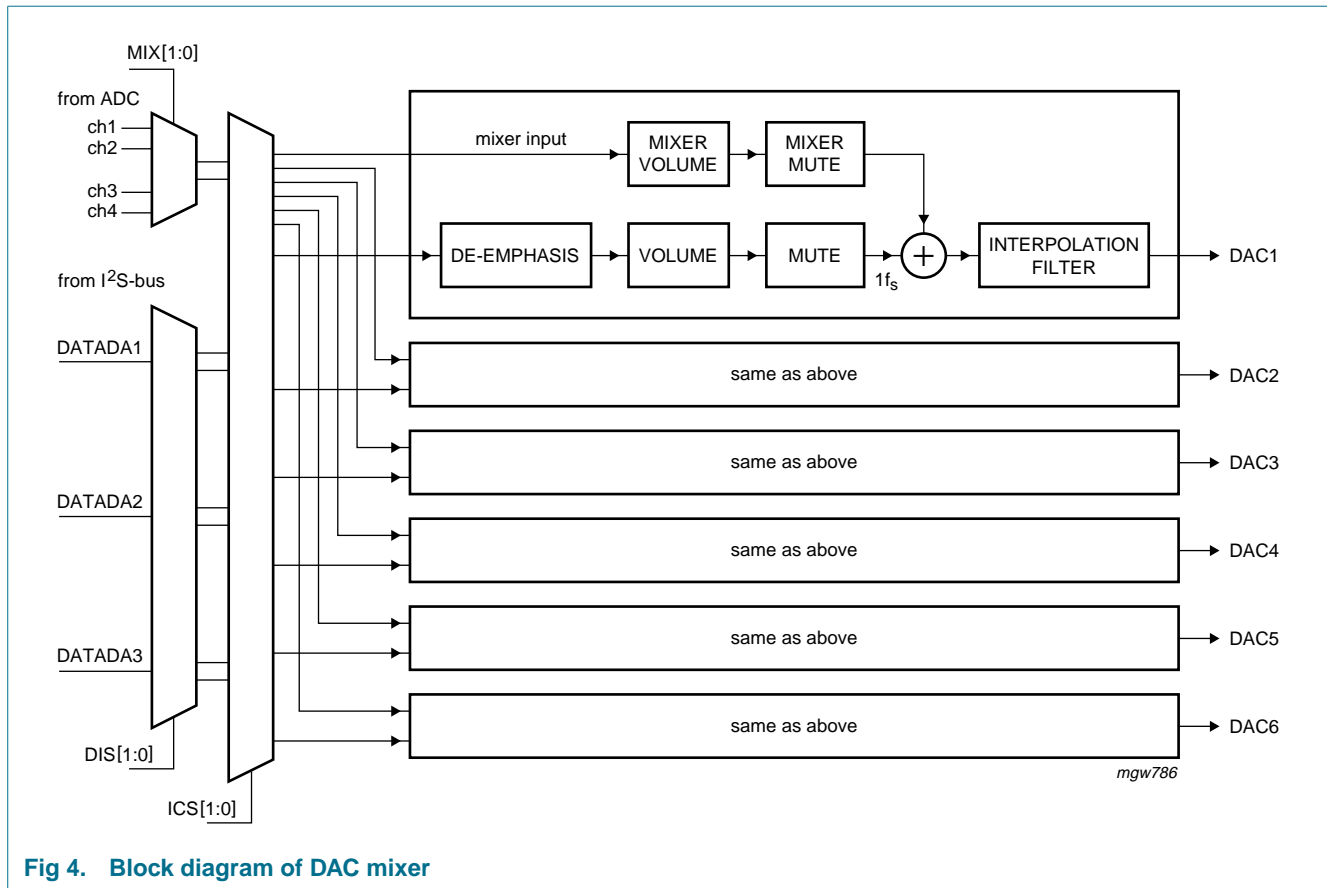 MIX[1:0]
from ADC
ch1
ch2
ch3
ch4
mixer input
MIXER
VOLUME
MIXER
MUTE
DE-EMPHASIS
VOLUME
MUTE
1fs
+
INTERPOLATION
FILTER
DAC1
from I2S-bus
DATADA1
same as above
DAC2
same as above
DAC3
DATADA2
same as above
DAC4
same as above
DAC5
DATADA3
same as above
DAC6
DIS[1:0]
mgw786
ICS[1:0]
Fig 4. Block diagram of DAC mixer